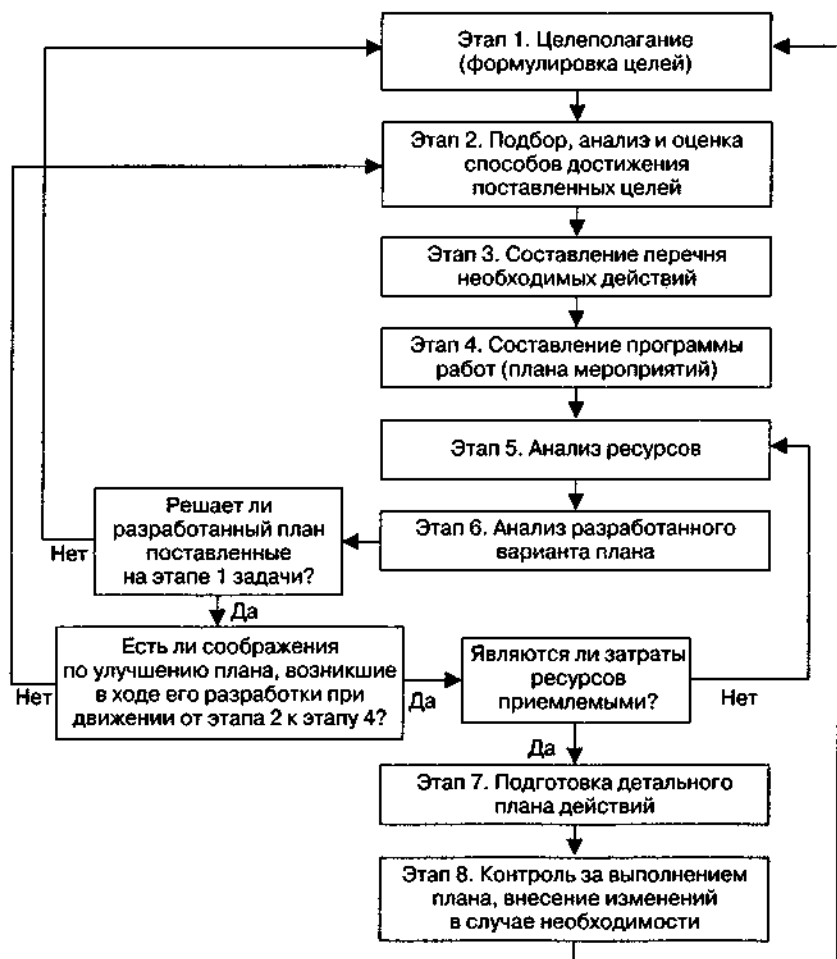 Этап 1. Целеполагание
(формулировка целей)
Этап 2. Подбор, анализ и оценка
способов достижения
поставленных целей
Этап 3. Составление перечня
необходимых действий
Этап 4. Составление программы
работ (плана мероприятий)
Этап 5. Анализ ресурсов
Решает ли
разработанный план
поставленные
на этапе 1 задачи?
Этап 6. Анализ разработанного
варианта плана
Нет
Да
Есть ли соображения
по улучшению плана, возникшие
в ходе его разработки при
движении от этапа 2 к этапу 4?
Являются ли затраты
ресурсов
приемлемыми?
Нет
Да
Нет
Да
Этап 7. Подготовка детального
плана действий
Этап 8. Контроль за выполнением
плана, внесение изменений
в случае необходимости